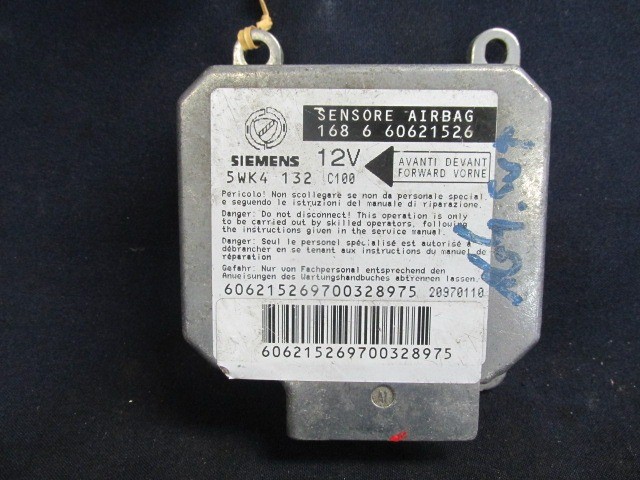 SENSORE AIRBAG
168 6 60621526
SIEMENS 12V
AVANTI DEVANT
FORWARD VORNE
5WK4 132 C100
Pericolo! Non scollegare se non da personale special.
e seguendo le istruzioni del manuale di riparazione.
Danger: Do not disconnect! This operation is only
to be carried out by skilled operators, following
the instructions given in the service manual.
Danger: Seul le personel spécialisé est autorisé à
débrancher en se tenant aux instructions du manuel de
réparation
Gefahr: Nur von Fachpersonal entsprechend den
Anweisungen des Wartungshandbuches abtrennen lassen.
606215269700328975 20970110
606215269700328975